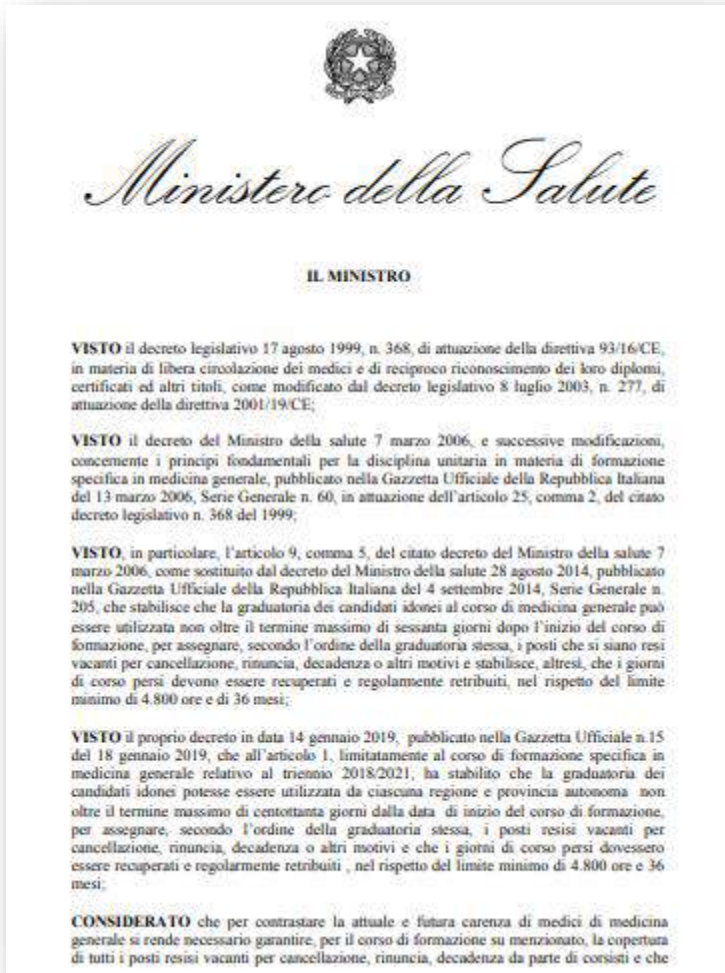 Ministero della Salute
IL MINISTRO
VISTO il decreto legislativo 17 agosto 1999, n. 368, di attuazione della direttiva 93/16/CE,
in materia di libera circolazione dei medici e di reciproco riconoscimento dei loro diplomi,
certificati ed altri titoli, come modificato dal decreto legislativo 8 luglio 2003, n. 277, di
attuazione della direttiva 2001/19/CE;
VISTO il decreto del Ministro della salute 7 marzo 2006, e successive modificazioni,
concernente i principi fondamentali per la disciplina unitaria in materia di formazione
specifica in medicina generale, pubblicato nella Gazzetta Ufficiale della Repubblica Italiana
del 13 marzo 2006, Serie Generale n. 60, in attuazione dell'articolo 25, comma 2, del citato
decreto legislativo n. 368 del 1999;
VISTO, in particolare, l'articolo 9, comma 5, del citato decreto del Ministro della salute 7
marzo 2006, come sostituito dal decreto del Ministro della salute 28 agosto 2014, pubblicato
nella Gazzetta Ufficiale della Repubblica Italiana del 4 settembre 2014, Serie Generale n.
205, che stabilisce che la graduatoria dei candidati idonei al corso di medicina generale può
essere utilizzata non oltre il termine massimo di sessanta giorni dopo l'inizio del corso di
formazione, per assegnare, secondo l'ordine della graduatoria stessa, i posti che si siano resi
vacanti per cancellazione, rinuncia, decadenza o altri motivi e stabilisce, altresì, che i giorni
di corso persi devono essere recuperati e regolarmente retribuiti, nel rispetto del limite
minimo di 4.800 ore e di 36 mesi;
VISTO il proprio decreto in data 14 gennaio 2019, pubblicato nella Gazzetta Ufficiale n.15
del 18 gennaio 2019, che all'articolo 1, limitatamente al corso di formazione specifica in
medicina generale relativo al triennio 2018/2021, ha stabilito che la graduatoria dei
candidati idonei potesse essere utilizzata da ciascuna regione e provincia autonoma non
oltre il termine massimo di centottanta giorni dalla data di inizio del corso di formazione,
per assegnare, secondo l'ordine della graduatoria stessa, i posti resisi vacanti per
cancellazione, rinuncia, decadenza o altri motivi e che i giorni di corso persi dovessero
essere recuperati e regolarmente retribuiti , nel rispetto del limite minimo di 4.800 ore e 36
mesi;
CONSIDERATO che per contrastare la attuale e futura carenza di medici di medicina
generale si rende necessario garantire, per il corso di formazione su menzionato, la copertura
di tutti i posti resisi vacanti per cancellazione, rinuncia, decadenza da parte di corsisti e che